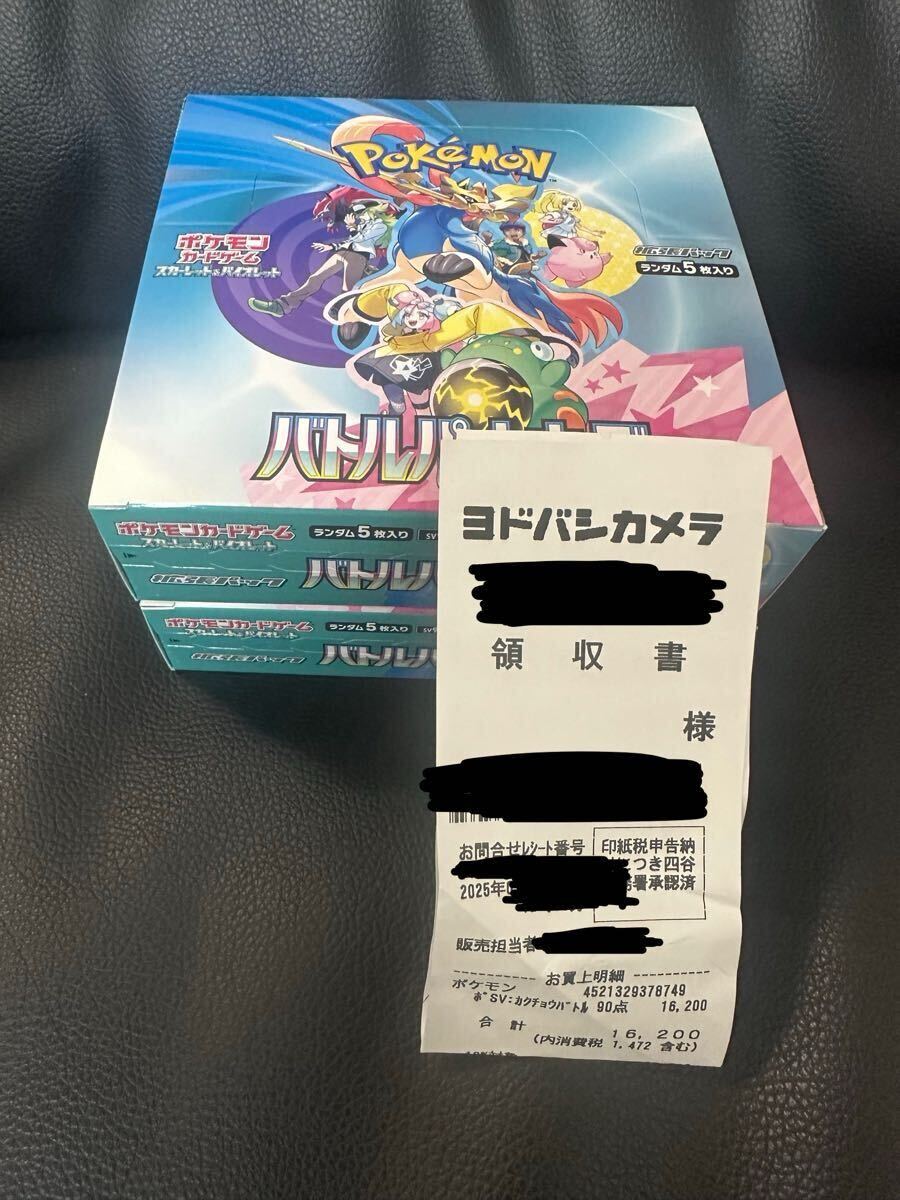 POKéMON
ポケモン
カードゲーム
スカーレット&バイオレット
拡張パック
ランダム5枚入り
バトルパートナーズ
ポケモンカードゲーム
スカーレット&バイオレット
ランダム5枚入り
SV
拡張パック
バトルパ
ポケモンカードゲーム
スカーレット&バイオレット
ランダム5枚入り
拡張パック
バトルパ
ヨドバシカメラ
領収書
様
お問合せレシート番号
印紙税申告納
つき四谷
署承認済
2025年
販売担当者
お買上明細
ポケモン
4521329378749
ポ SV:カクチョウバトル 90点 16,200
合計 16,200
(内消費税 1,472 含む)